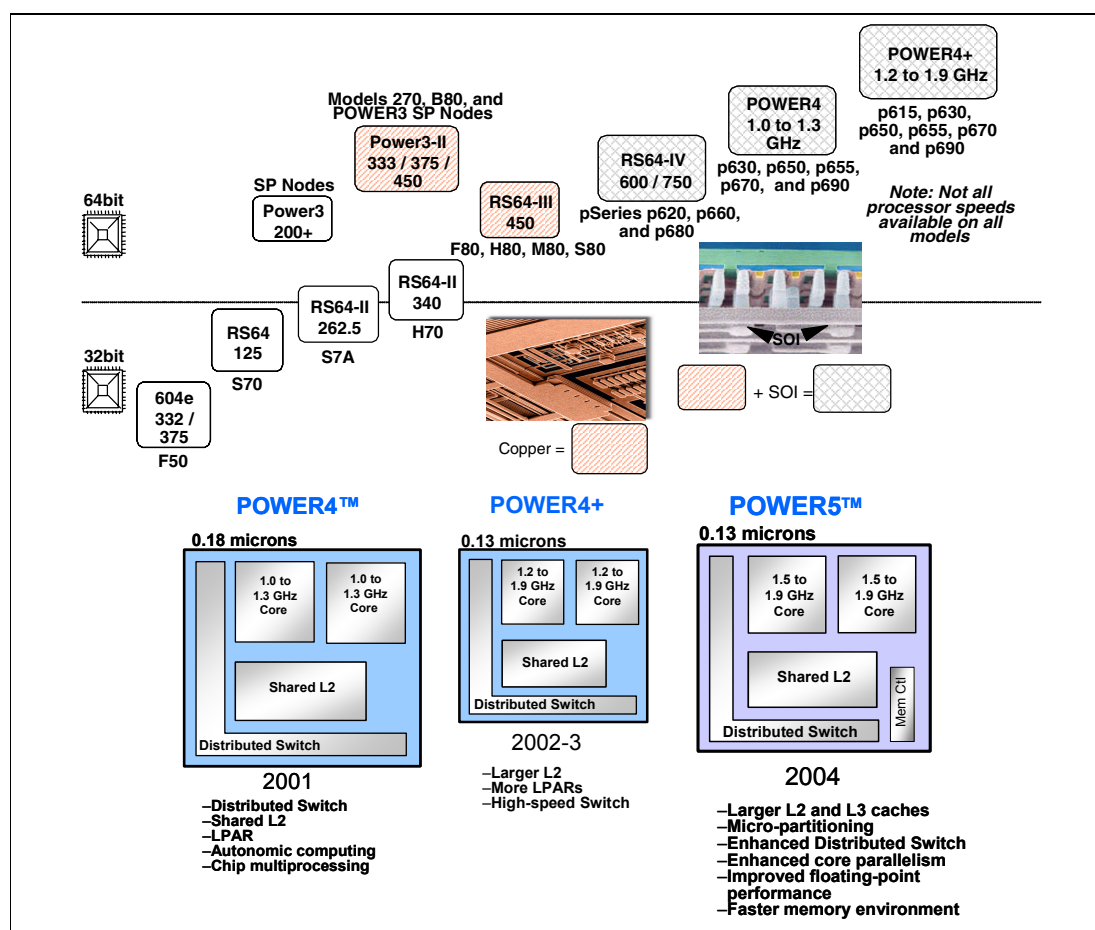 POWER4+
1.2 to 1.9 GHz
p615, p630,
p650, p655, p670
and p690
POWER4
1.0 to 1.3
GHz
p630, p650, p655,
p670, and p690
Models 270, B80, and
POWER3 SP Nodes
Power3-II
333 / 375 /
450
RS64-IV
600 / 750
pSeries p620, p660,
and p680
Note: Not all
processor speeds
available on all
models
SP Nodes
Power3
200+
RS64-III
450
F80, H80, M80, S80
64bit
RS64-II
340
H70
RS64-II
262.5
S7A
RS64
125
S70
32bit
604e
332 /
375
F50
SOI
+ SOI =
Copper =
POWER4™
0.18 microns
1.0 to
1.3 GHz
Core
1.0 to
1.3 GHz
Core
Shared L2
Distributed Switch
2001
–Distributed Switch
–Shared L2
–LPAR
–Autonomic computing
–Chip multiprocessing
POWER4+
0.13 microns
1.2 to
1.9 GHz
Core
1.2 to
1.9 GHz
Core
Shared L2
Distributed Switch
2002-3
–Larger L2
–More LPARs
–High-speed Switch
POWER5™
0.13 microns
1.5 to
1.9 GHz
Core
1.5 to
1.9 GHz
Core
Shared L2
Mem Ctl
Distributed Switch
2004
–Larger L2 and L3 caches
–Micro-partitioning
–Enhanced Distributed Switch
–Enhanced core parallelism
–Improved floating-point
performance
–Faster memory environment